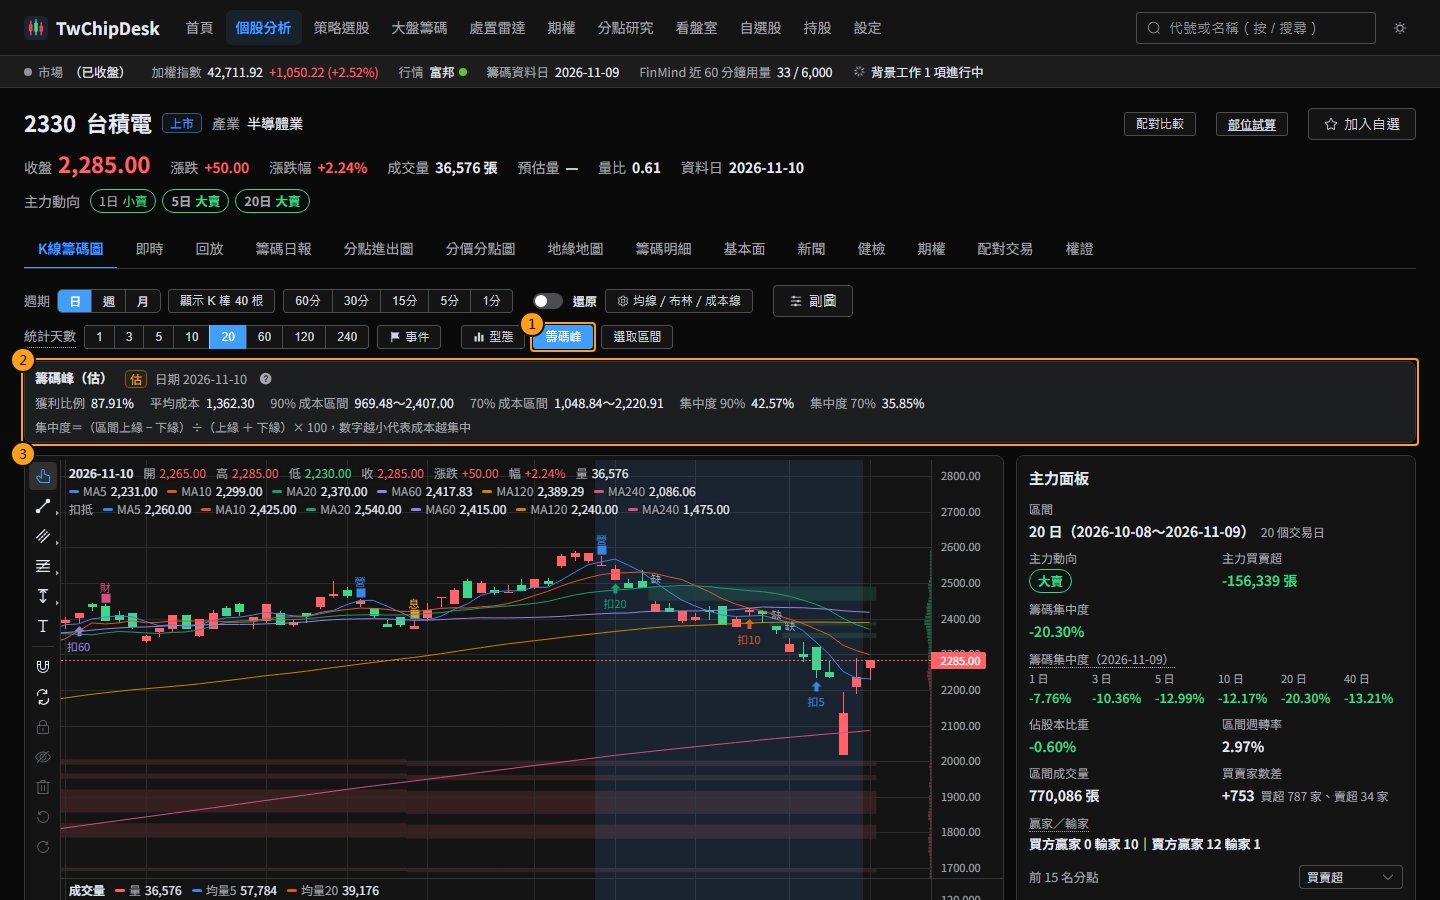 TwChipDesk 首頁 個股分析 策略選股 大盤籌碼 處置雷達 期權 分點研究 看盤室 自選股 持股 設定 代號或名稱（按 / 搜尋）
市場 （已收盤） 加權指數 42,711.92 +1,050.22 (+2.52%) 行情 富邦 籌碼資料日 2026-11-09 FinMind 近 60 分鐘用量 33 / 6,000 背景工作 1 項進行中
2330 台積電 上市 產業 半導體業 配對比較 部位試算 加入自選
收盤 2,285.00 漲跌 +50.00 漲跌幅 +2.24% 成交量 36,576 張 預估量 — 量比 0.61 資料日 2026-11-10
主力動向 1日 小賣 5日 大賣 20日 大賣
K線籌碼圖 即時 回放 籌碼日報 分點進出圖 分價分點圖 地緣地圖 籌碼明細 基本面 新聞 健檢 期權 配對交易 權證
週期 日 週 月 顯示 K 棒 40 根 60分 30分 15分 5分 1分 還原 均線 / 布林 / 成本線 副圖
統計天數 1 3 5 10 20 60 120 240 事件 型態 1 籌碼峰 選取區間
2
籌碼峰（估） 估 日期 2026-11-10 ?
獲利比例 87.91% 平均成本 1,362.30 90% 成本區間 969.48～2,407.00 70% 成本區間 1,048.84～2,220.91 集中度 90% 42.57% 集中度 70% 35.85%
集中度＝（區間上緣－下緣）÷（上緣 ＋ 下緣）× 100，數字越小代表成本越集中
3
2026-11-10 開 2,265.00 高 2,285.00 低 2,230.00 收 2,285.00 漲跌 +50.00 幅 +2.24% 量 36,576
MA5 2,231.00 MA10 2,299.00 MA20 2,370.00 MA60 2,417.83 MA120 2,389.29 MA240 2,086.06
扣抵 MA5 2,260.00 MA10 2,425.00 MA20 2,540.00 MA60 2,415.00 MA120 2,240.00 MA240 1,475.00
2800.00
2700.00
2600.00
2500.00
2400.00
2285.00
2200.00
2100.00
2000.00
1900.00
1800.00
1700.00
財
營
息
營
缺
缺
缺
扣60
扣20
扣10
扣5
成交量 量 36,576 均量5 57,784 均量20 39,176
主力面板
區間
20 日（2026-10-08～2026-11-09） 20 個交易日
主力動向 主力買賣超
大賣 -156,339 張
籌碼集中度
-20.30%
籌碼集中度（2026-11-09）
1 日 3 日 5 日 10 日 20 日 40 日
-7.76% -10.36% -12.99% -12.17% -20.30% -13.21%
佔股本比重 區間週轉率
-0.60% 2.97%
區間成交量 買賣家數差
770,086 張 +753 買超 787 家、賣超 34 家
贏家／輸家
買方贏家 0 輸家 10｜賣方贏家 12 輸家 1
前 15 名分點 買賣超